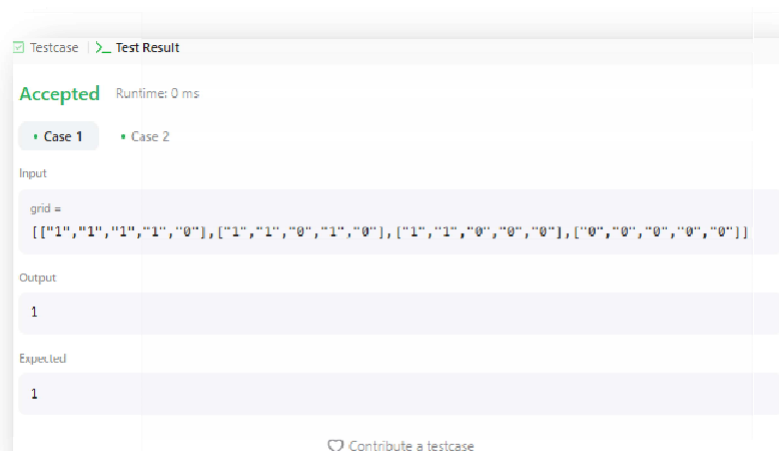 Testcase | >_ Test Result
Accepted Runtime: 0 ms
• Case 1 • Case 2
Input
grid =
[["1","1","1","1","0"],["1","1","0","1","0"],["1","1","0","0","0"],["0","0","0","0","0"]]
Output
1
Expected
1
Contribute a testcase